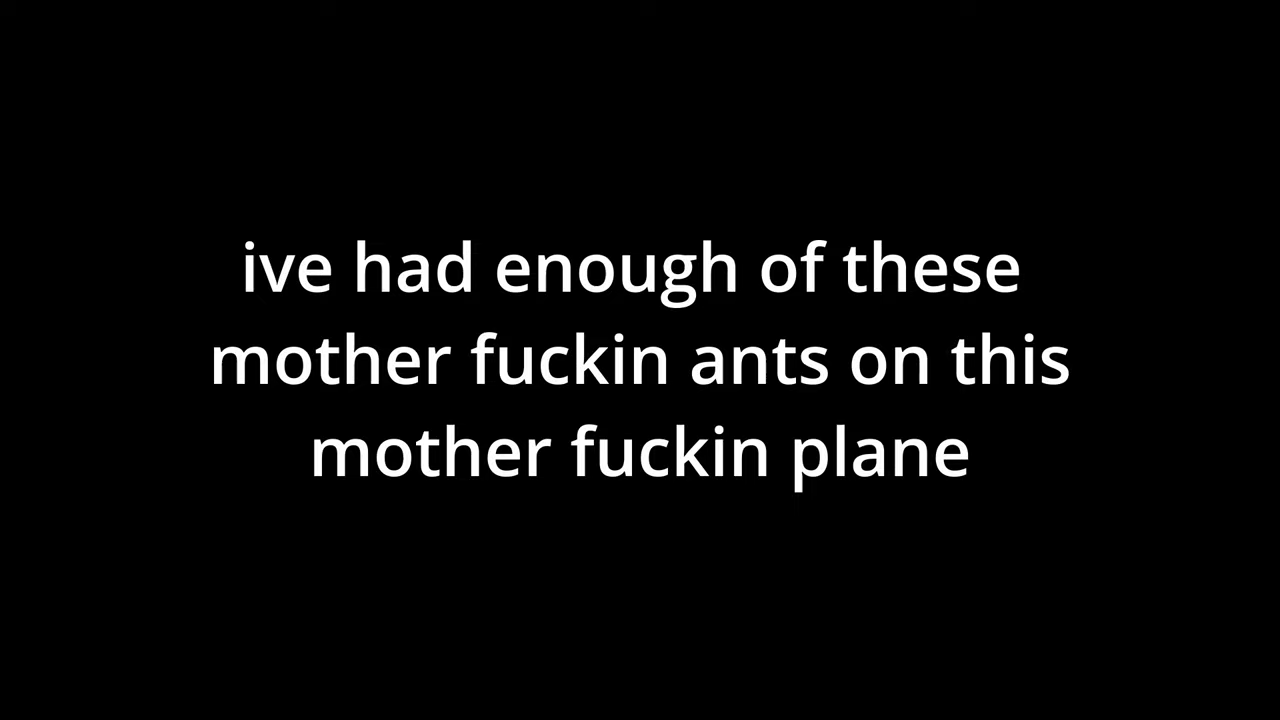 ive had enough of these
mother fuckin ants on this
mother fuckin plane